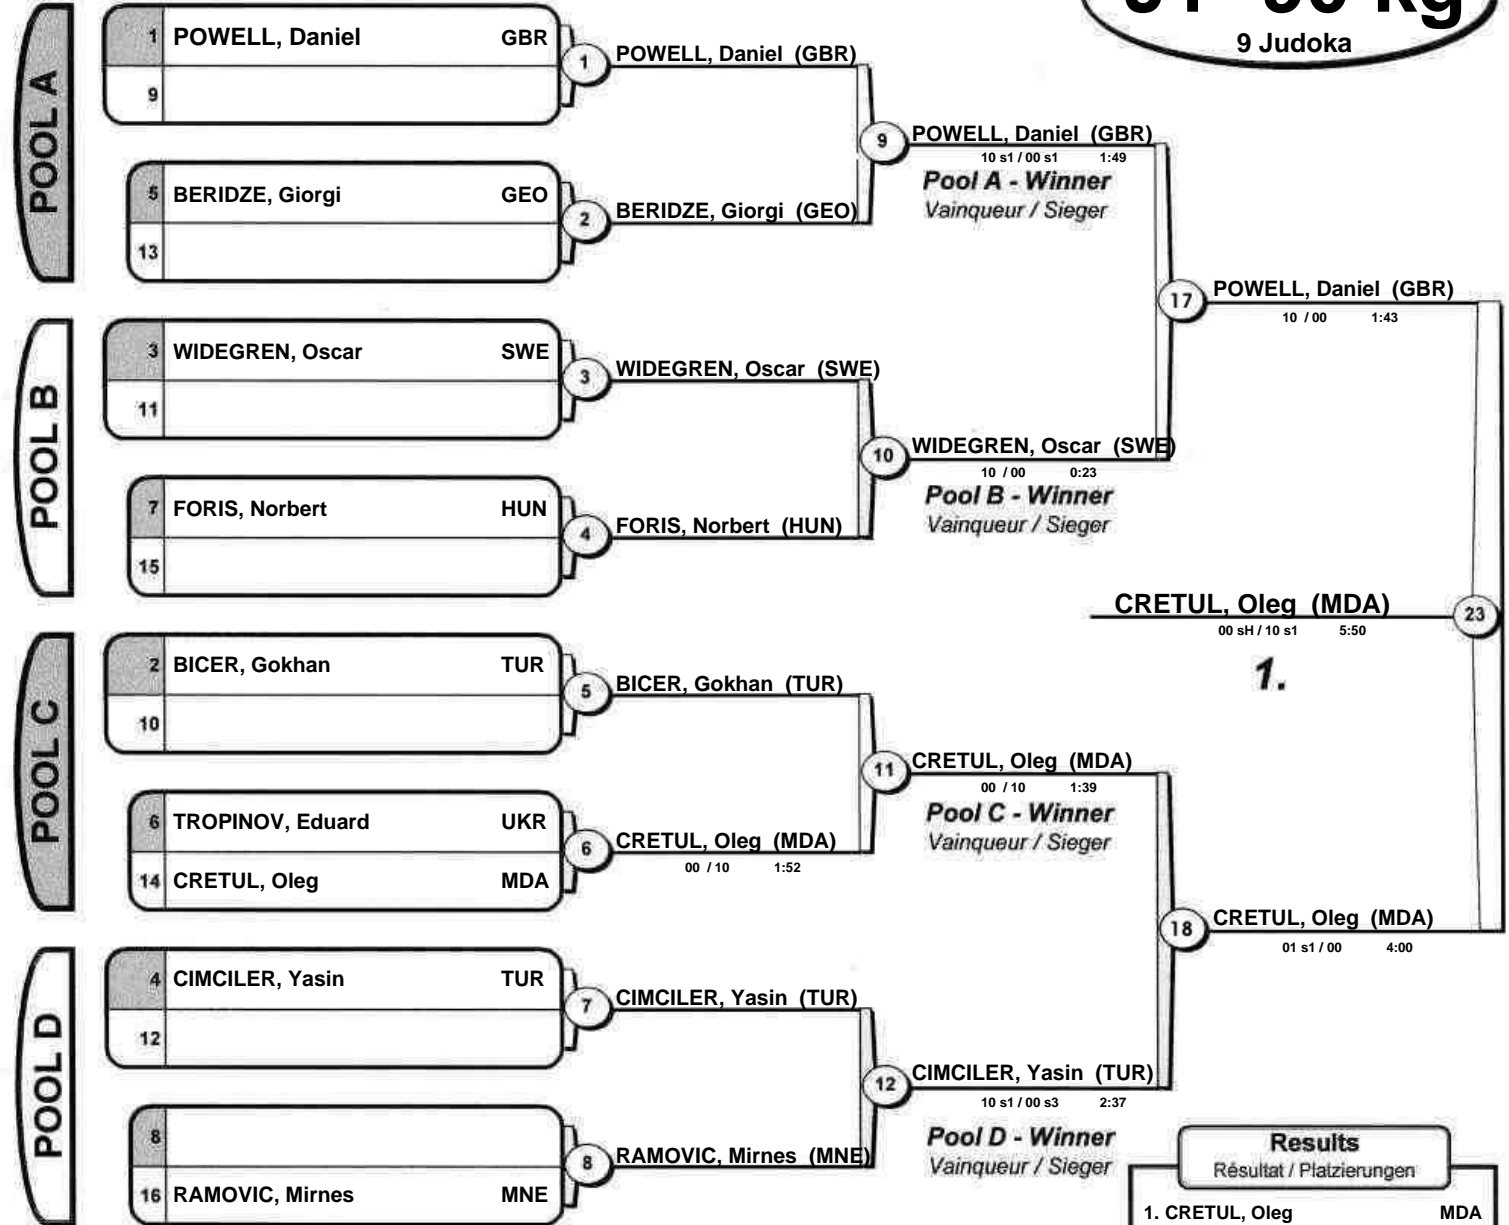 9 Judoka
POOL A
1 POWELL, Daniel GBR
9
1
POWELL, Daniel (GBR)
5 BERIDZE, Giorgi GEO
13
2
BERIDZE, Giorgi (GEO)
9
POWELL, Daniel (GBR)
10 s1 / 00 s1 1:49
Pool A - Winner
Vainqueur / Sieger
POOL B
3 WIDEGREN, Oscar SWE
11
3
WIDEGREN, Oscar (SWE)
7 FORIS, Norbert HUN
15
4
FORIS, Norbert (HUN)
10
WIDEGREN, Oscar (SWE)
10 / 00 0:23
Pool B - Winner
Vainqueur / Sieger
17
POWELL, Daniel (GBR)
10 / 00 1:43
POOL C
2 BICER, Gokhan TUR
10
5
BICER, Gokhan (TUR)
6 TROPINOV, Eduard UKR
14 CRETUL, Oleg MDA
6
CRETUL, Oleg (MDA)
00 / 10 1:52
11
CRETUL, Oleg (MDA)
00 / 10 1:39
Pool C - Winner
Vainqueur / Sieger
POOL D
4 CIMCILER, Yasin TUR
12
7
CIMCILER, Yasin (TUR)
8
16 RAMOVIC, Mirnes MNE
8
RAMOVIC, Mirnes (MNE)
12
CIMCILER, Yasin (TUR)
10 s1 / 00 s3 2:37
Pool D - Winner
Vainqueur / Sieger
18
CRETUL, Oleg (MDA)
01 s1 / 00 4:00
23
CRETUL, Oleg (MDA)
00 sH / 10 s1 5:50
1.
Results
Résultat / Platzierungen
1. CRETUL, Oleg MDA